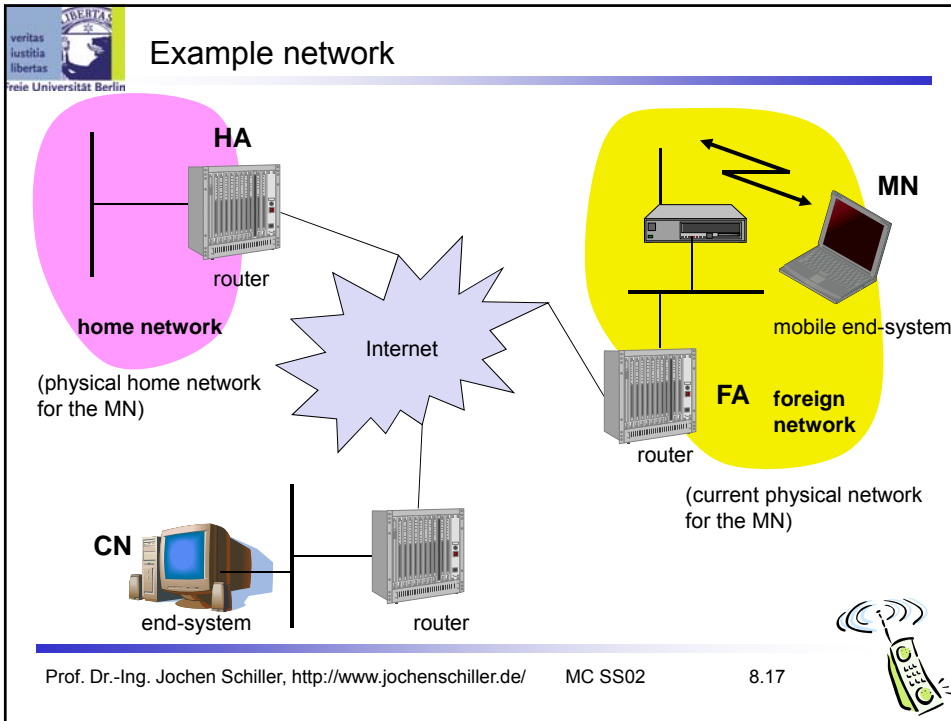 LIBERTAS
veritas
iustitia
libertas
Freie Universität Berlin
Example network
HA
router
home network
(physical home network
for the MN)
Internet
MN
mobile end-system
FA
foreign
network
router
(current physical network
for the MN)
CN
end-system
router
Prof. Dr.-Ing. Jochen Schiller, http://www.jochenschiller.de/ MC SS02 8.17